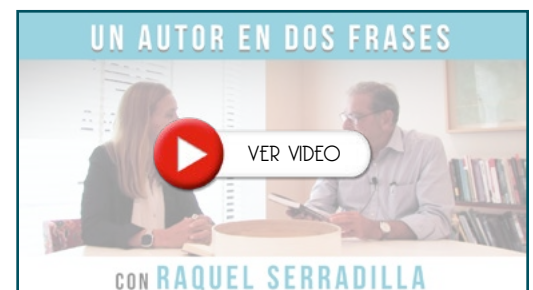 UN AUTOR EN DOS FRASES
VER VIDEO
CON RAQUEL SERRADILLA